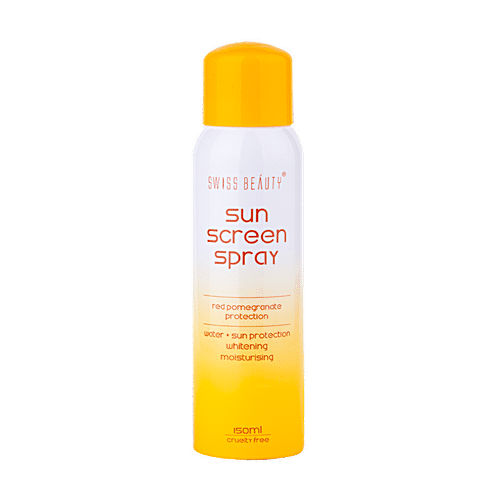 SWISS BEAUTY®
sun
screen
spray
red pomegranate
protection
water + sun protection
whitening
moisturising
150ml
cruelty free